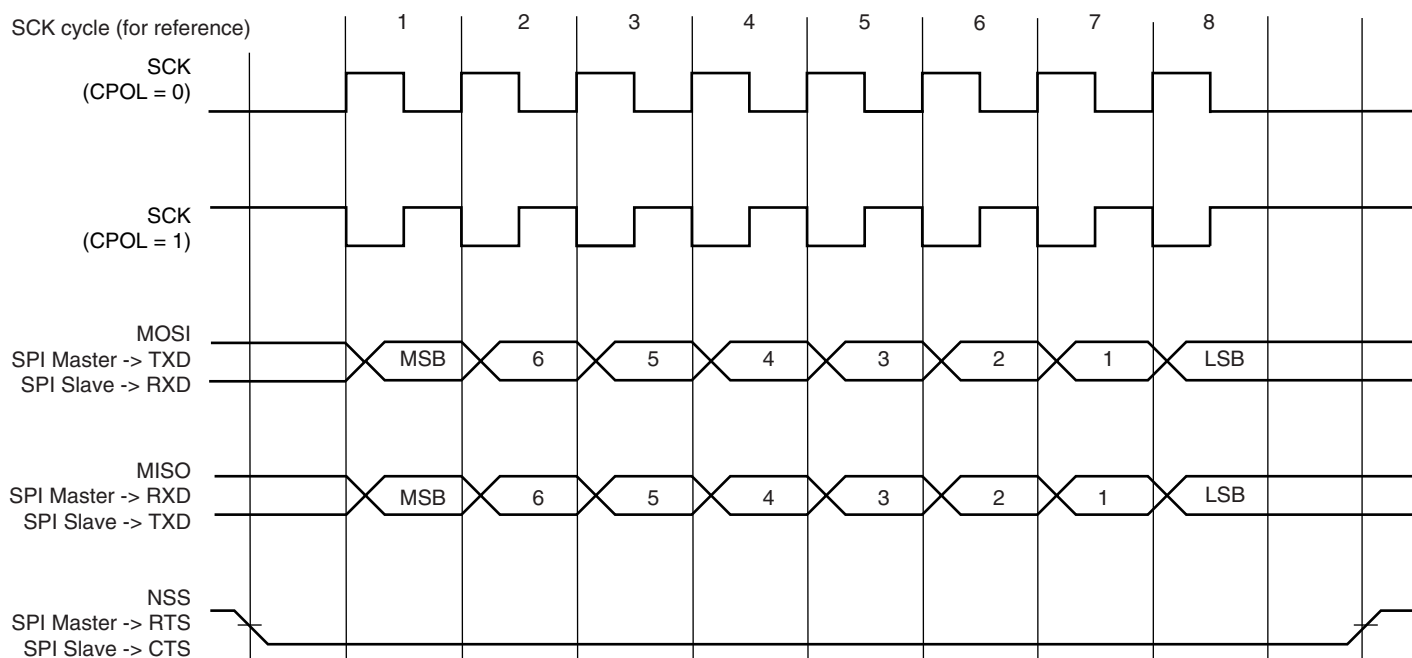 SCK cycle (for reference)
1 2 3 4 5 6 7 8
SCK
(CPOL = 0)
SCK
(CPOL = 1)
MOSI
SPI Master -> TXD
SPI Slave -> RXD
MSB 6 5 4 3 2 1 LSB
MISO
SPI Master -> RXD
SPI Slave -> TXD
MSB 6 5 4 3 2 1 LSB
NSS
SPI Master -> RTS
SPI Slave -> CTS